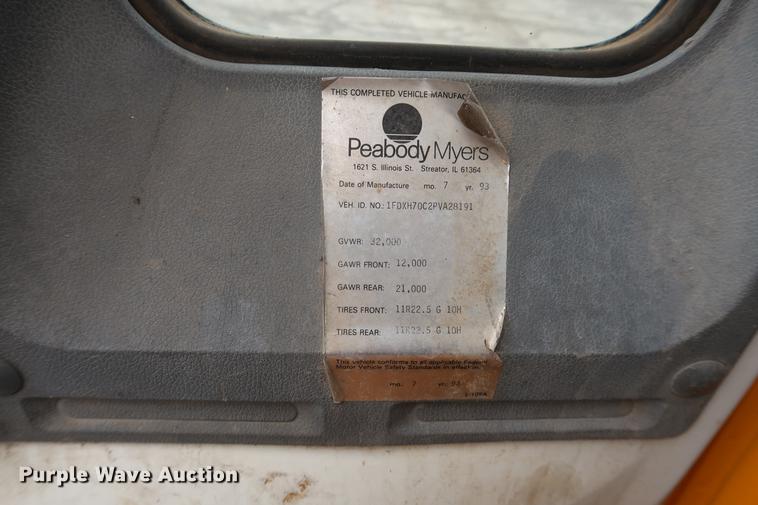 THIS COMPLETED VEHICLE MANUFAC
Peabody Myers
1621 S. Illinois St. Streator, IL 61364
Date of Manufacture mo. 7 yr. 93
VEH. ID. NO.: 1FDXH70C2PVA28191
GVWR: 32,000
GAWR FRONT: 12,000
GAWR REAR: 21,000
TIRES FRONT: 11R22.5 G 10H
TIRES REAR: 11R22.5 G 10H
This vehicle conforms to all applicable Federal
Motor Vehicle Safety Standards in effect in:
mo. 7 yr. 93
Purple Wave Auction